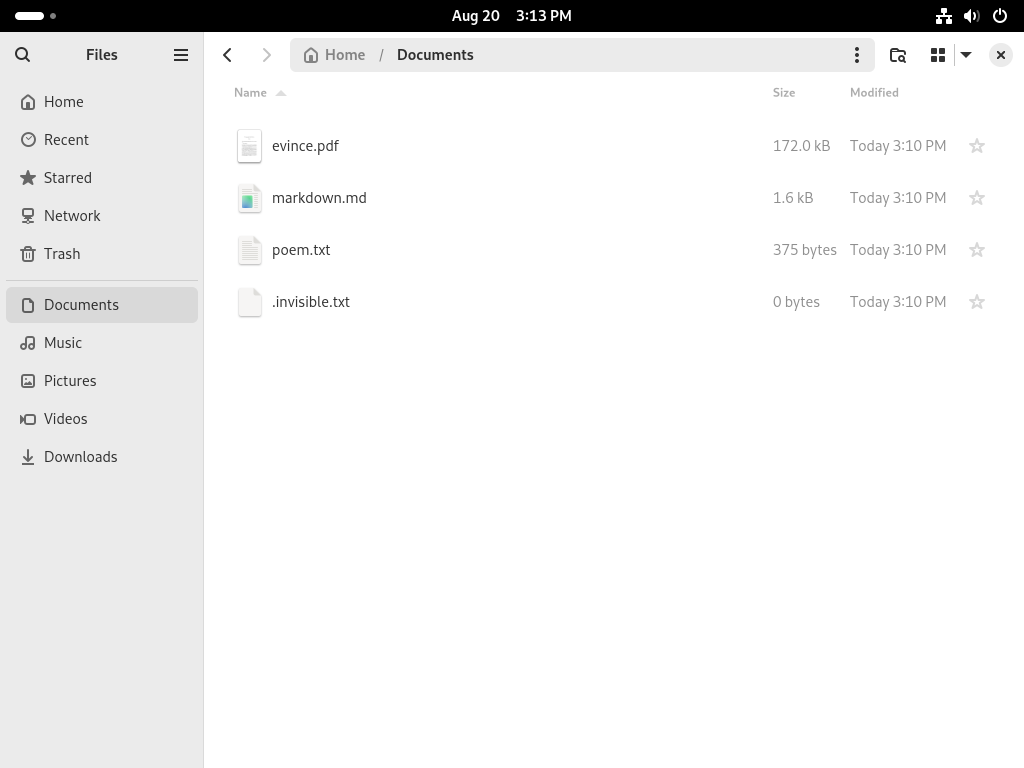 Aug 20 3:13 PM
Files
Home / Documents
Name Size Modified
Home
Recent
Starred
Network
Trash
Documents
Music
Pictures
Videos
Downloads
evince.pdf 172.0 kB Today 3:10 PM
markdown.md 1.6 kB Today 3:10 PM
poem.txt 375 bytes Today 3:10 PM
.invisible.txt 0 bytes Today 3:10 PM